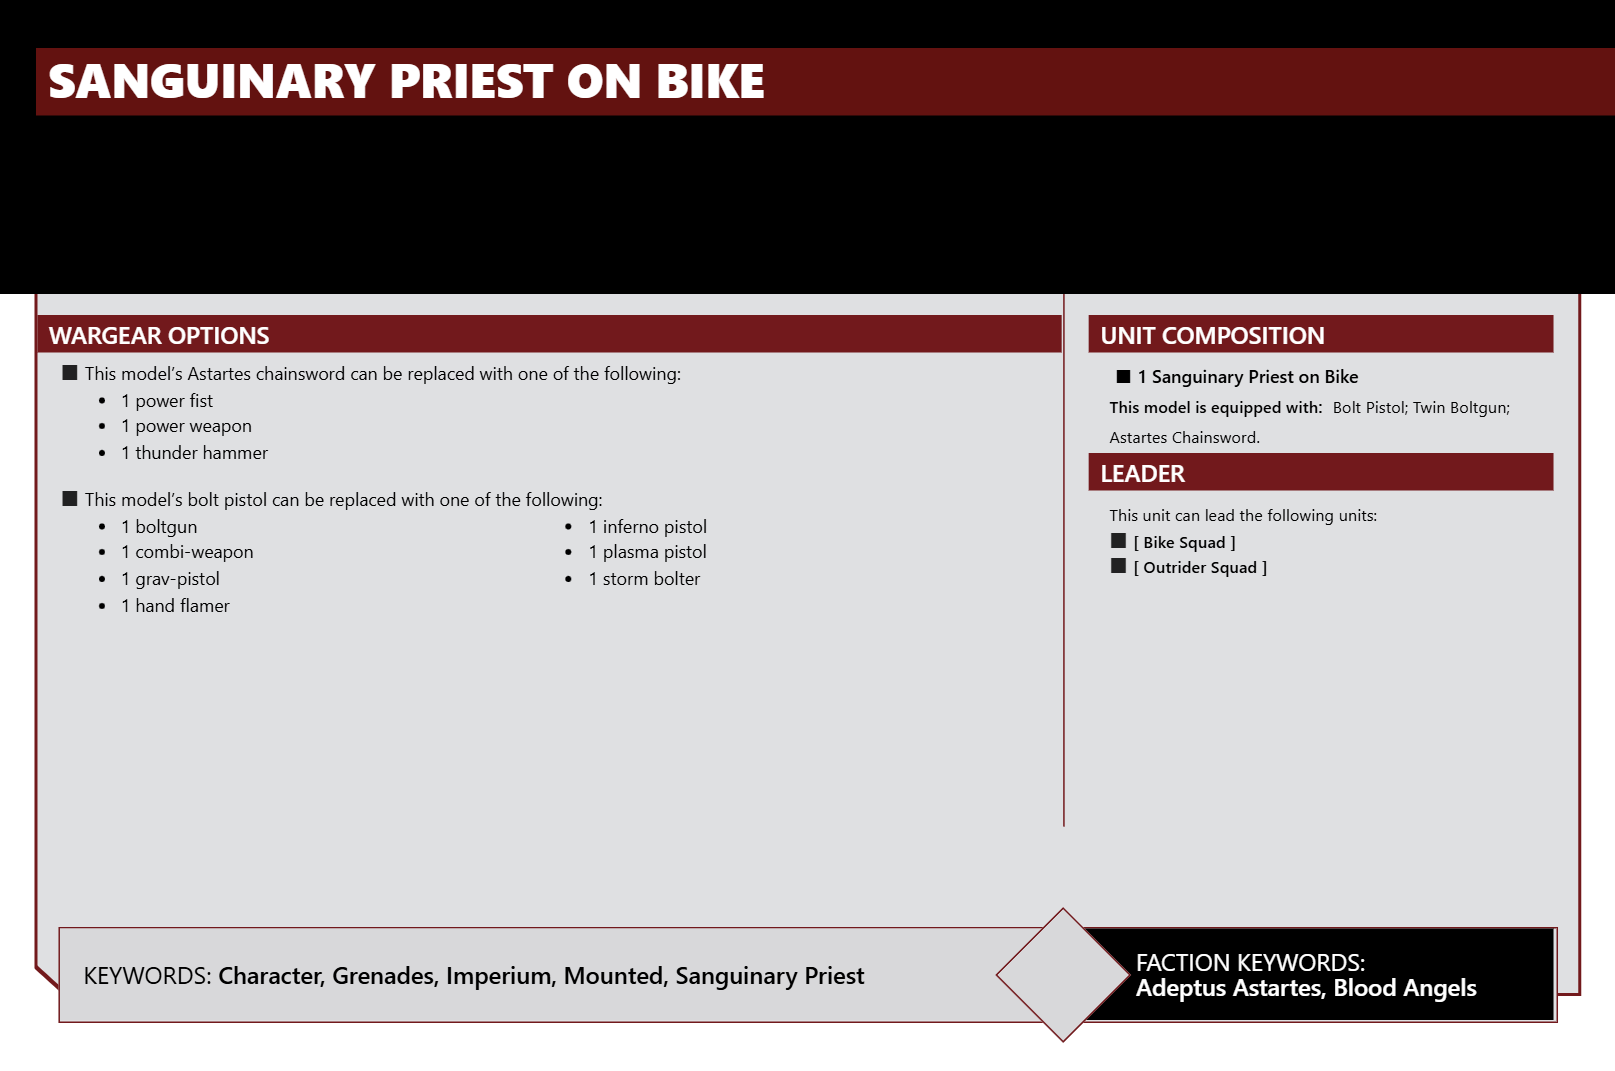 SANGUINARY PRIEST ON BIKE
WARGEAR OPTIONS
This model's Astartes chainsword can be replaced with one of the following:
• 1 power fist
• 1 power weapon
• 1 thunder hammer
This model's bolt pistol can be replaced with one of the following:
• 1 boltgun
• 1 combi-weapon
• 1 grav-pistol
• 1 hand flamer
• 1 inferno pistol
• 1 plasma pistol
• 1 storm bolter
UNIT COMPOSITION
■ 1 Sanguinary Priest on Bike
This model is equipped with: Bolt Pistol; Twin Boltgun;
Astartes Chainsword.
LEADER
This unit can lead the following units:
■ [ Bike Squad ]
■ [ Outrider Squad ]
KEYWORDS: Character, Grenades, Imperium, Mounted, Sanguinary Priest
FACTION KEYWORDS:
Adeptus Astartes, Blood Angels